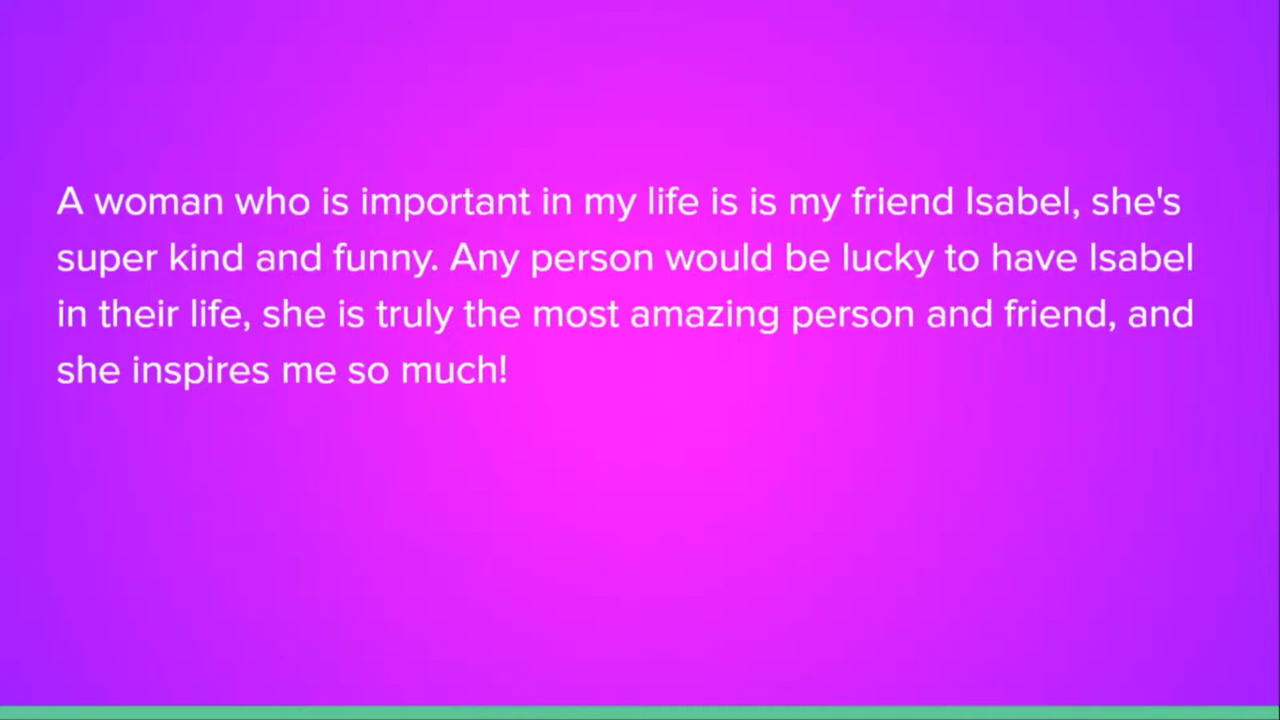 A woman who is important in my life is is my friend Isabel, she's
super kind and funny. Any person would be lucky to have Isabel
in their life, she is truly the most amazing person and friend, and
she inspires me so much!